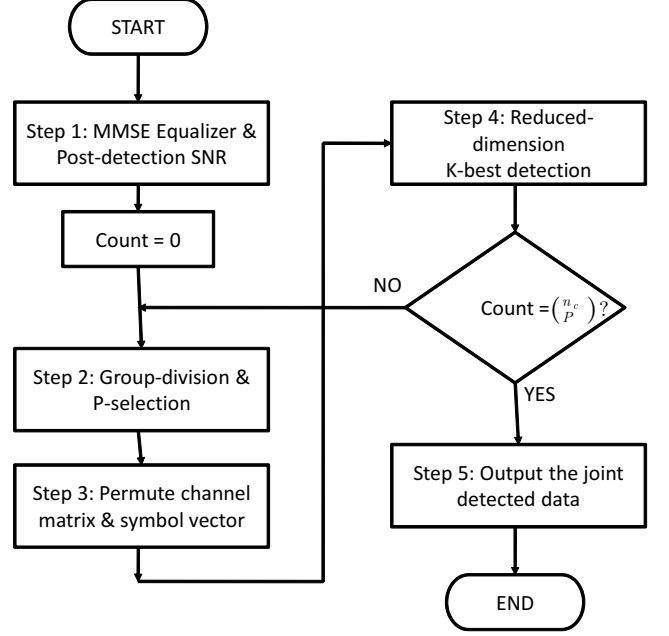 START
Step 1: MMSE Equalizer &
Post-detection SNR
Count = 0
Step 2: Group-division &
P-selection
Step 3: Permute channel
matrix & symbol vector
Step 4: Reduced-
dimension
K-best detection
NO
Count =(n_c P)?
YES
Step 5: Output the joint
detected data
END